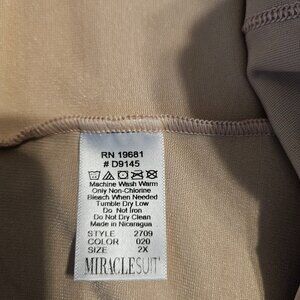 RN 19681
# D9145
Machine Wash Warm
Only Non-Chlorine
Bleach When Needed
Tumble Dry Low
Do Not Iron
Do Not Dry Clean
Made in Nicaragua
STYLE 2709
COLOR 020
SIZE 2X
MIRACLESUIT